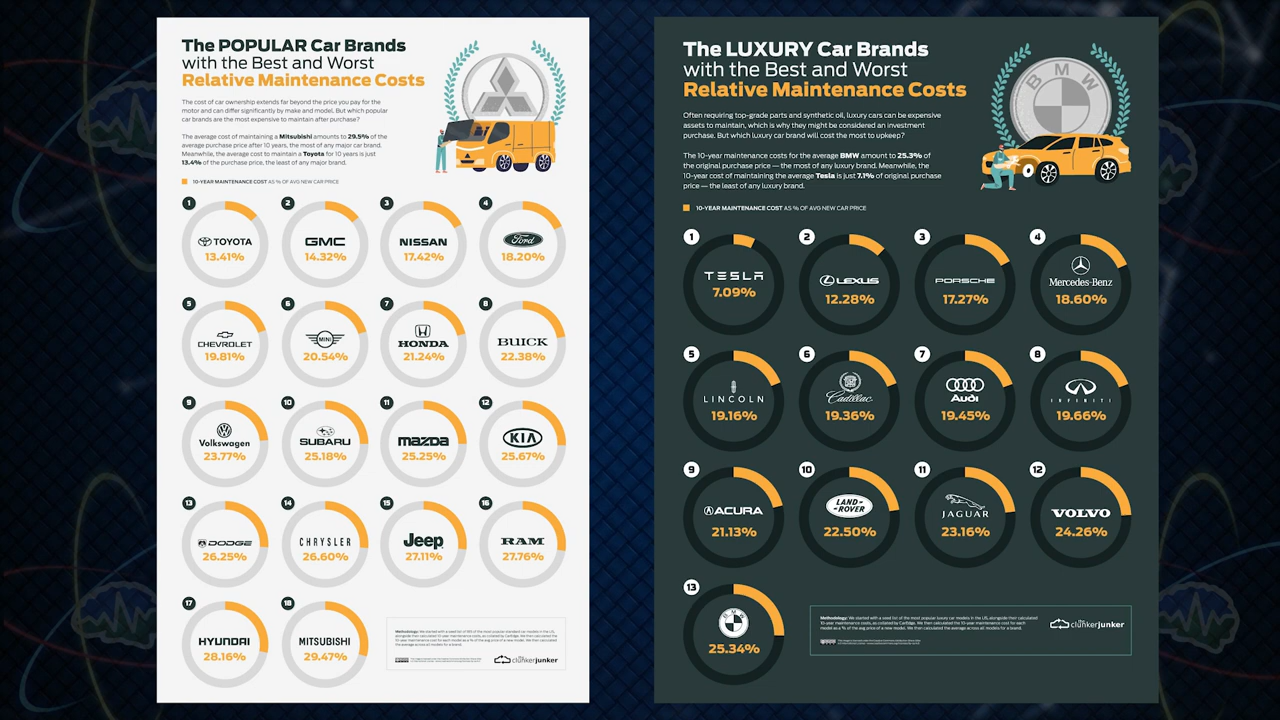 The POPULAR Car Brands
with the Best and Worst
Relative Maintenance Costs
The cost of car ownership extends far beyond the price you pay for the
motor and can differ significantly by make and model. But which popular
car brands are the most expensive to maintain after purchase?
The average cost of maintaining a Mitsubishi amounts to 29.5% of the
average purchase price after 10 years, the most of any major car brand.
Meanwhile, the average cost to maintain a Toyota for 10 years is just
13.4% of the purchase price, the least of any major brand.
10-YEAR MAINTENANCE COST AS % OF AVG NEW CAR PRICE
1
TOYOTA
13.41%
2
GMC
14.32%
3
NISSAN
17.42%
4
Ford
18.20%
5
CHEVROLET
19.81%
6
MINI
20.54%
7
HONDA
21.24%
8
BUICK
22.38%
9
Volkswagen
23.77%
10
SUBARU
25.18%
11
mazda
25.25%
12
KIA
25.67%
13
DODGE
26.25%
14
CHRYSLER
26.60%
15
Jeep
27.11%
16
RAM
27.76%
17
HYUNDAI
28.16%
18
MITSUBISHI
29.47%
the clunkerjunker
The LUXURY Car Brands
with the Best and Worst
Relative Maintenance Costs
BMW
Often requiring top-grade parts and synthetic oil, luxury cars can be expensive
assets to maintain, which is why they might be considered an investment
purchase. But which luxury car brand will cost the most to upkeep?
The 10-year maintenance costs for the average BMW amount to 25.3% of
the original purchase price — the most of any luxury brand. Meanwhile, the
10-year cost of maintaining the average Tesla is just 7.1% of original purchase
price — the least of any luxury brand.
10-YEAR MAINTENANCE COST AS % OF AVG NEW CAR PRICE
1
TESLA
7.09%
2
LEXUS
12.28%
3
PORSCHE
17.27%
4
Mercedes-Benz
18.60%
5
LINCOLN
19.16%
6
Cadillac
19.36%
7
Audi
19.45%
8
INFINITI
19.66%
9
ACURA
21.13%
10
LAND-
-ROVER
22.50%
11
JAGUAR
23.16%
12
VOLVO
24.26%
13
BMW
25.34%
the clunkerjunker